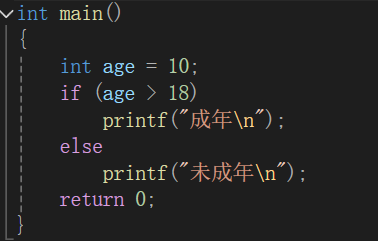 int main()
{
    int age = 10;
    if (age > 18)
        printf("成年\n");
    else
        printf("未成年\n");
    return 0;
}